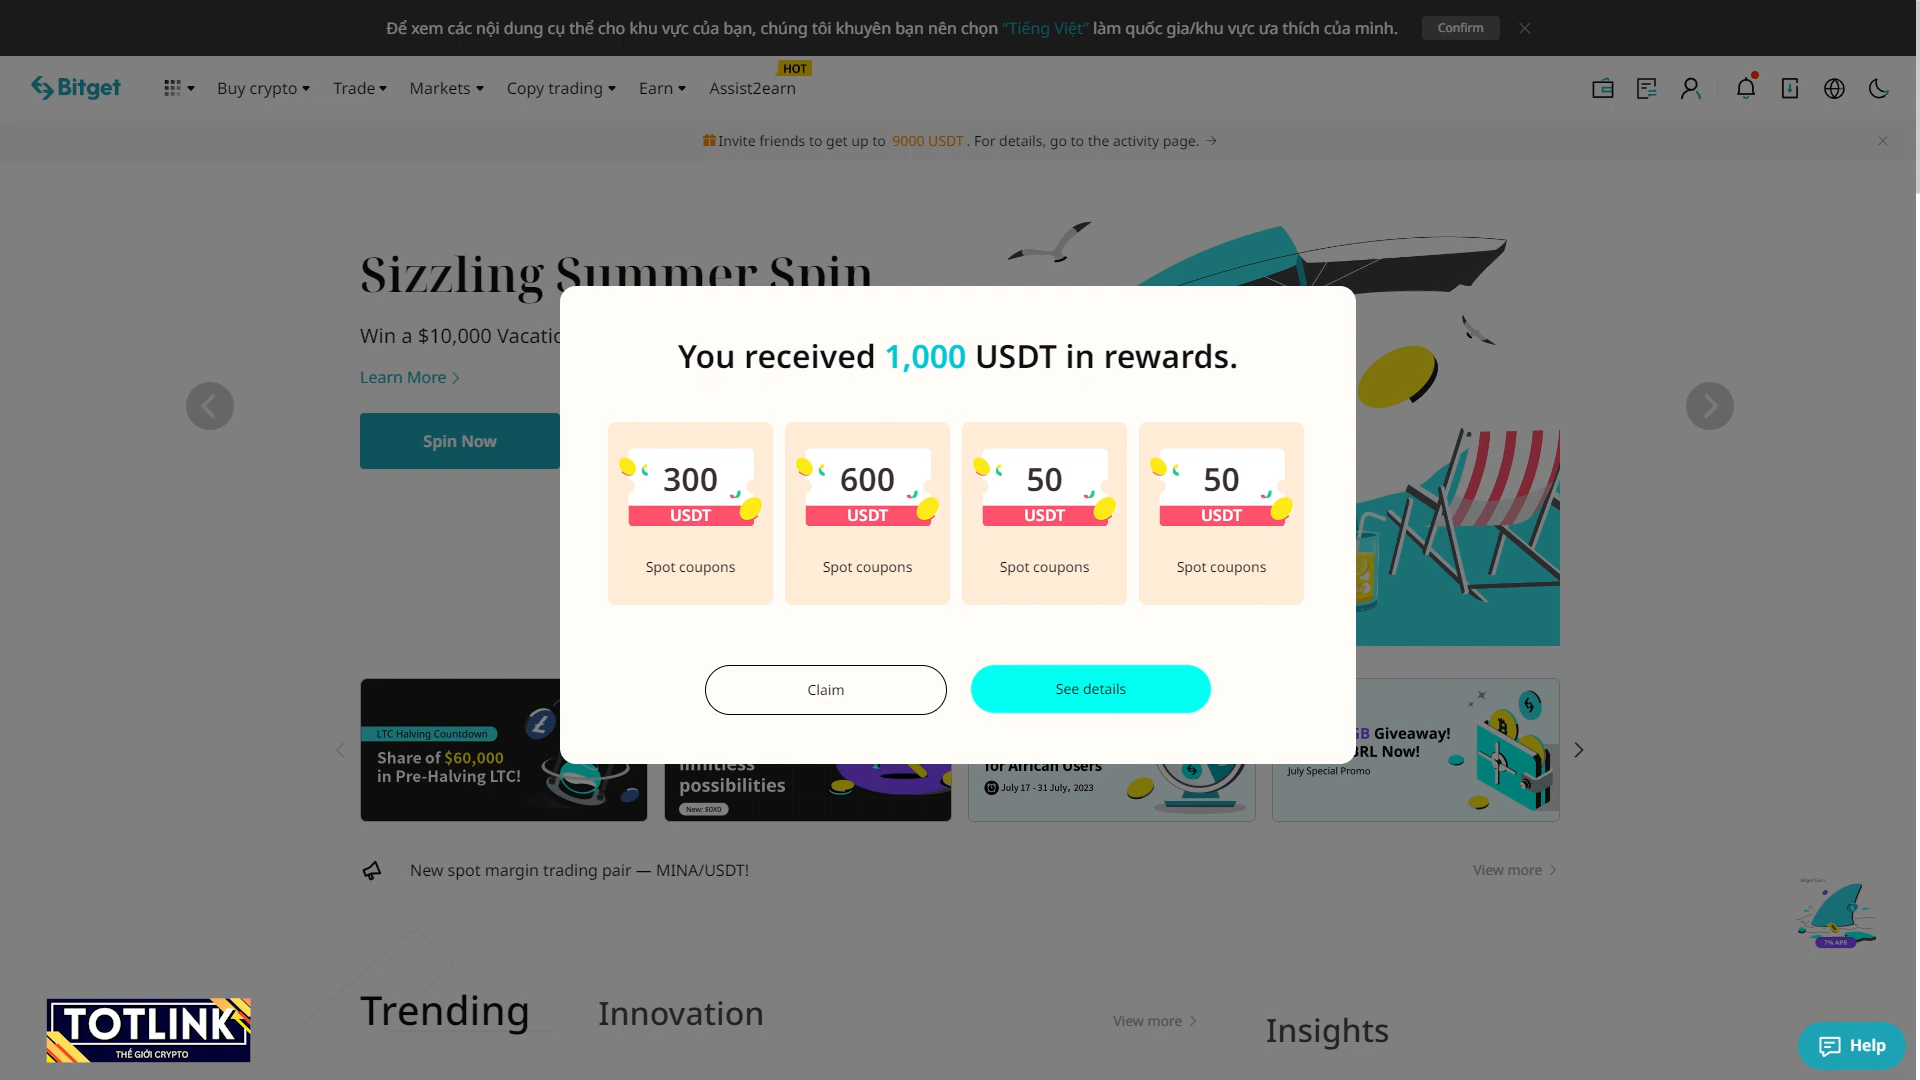 Để xem các nội dung cụ thể cho khu vực của bạn, chúng tôi khuyên bạn nên chọn “Tiếng Việt” làm quốc gia/khu vực ưa thích của mình. Confirm
Bitget Buy crypto Trade Markets Copy trading Earn Assist2earn HOT
Invite friends to get up to 9000 USDT . For details, go to the activity page.
Sizzling Summer Spin
Win a $10,000 Vacatio
Learn More
Spin Now
You received 1,000 USDT in rewards.
300 600 50 50
USDT USDT USDT USDT
Spot coupons Spot coupons Spot coupons Spot coupons
Claim See details
LTC Halving Countdown
Share of $60,000
in Pre-Halving LTC!
limitless
possibilities
New: $0X0
for African Users
July 17 - 31 July, 2023
GB Giveaway!
BRL Now!
July Special Promo
New spot margin trading pair — MINA/USDT! View more
Bitget Earn
7% APR
Trending Innovation View more Insights
TOTLINK
THẾ GIỚI CRYPTO
Help